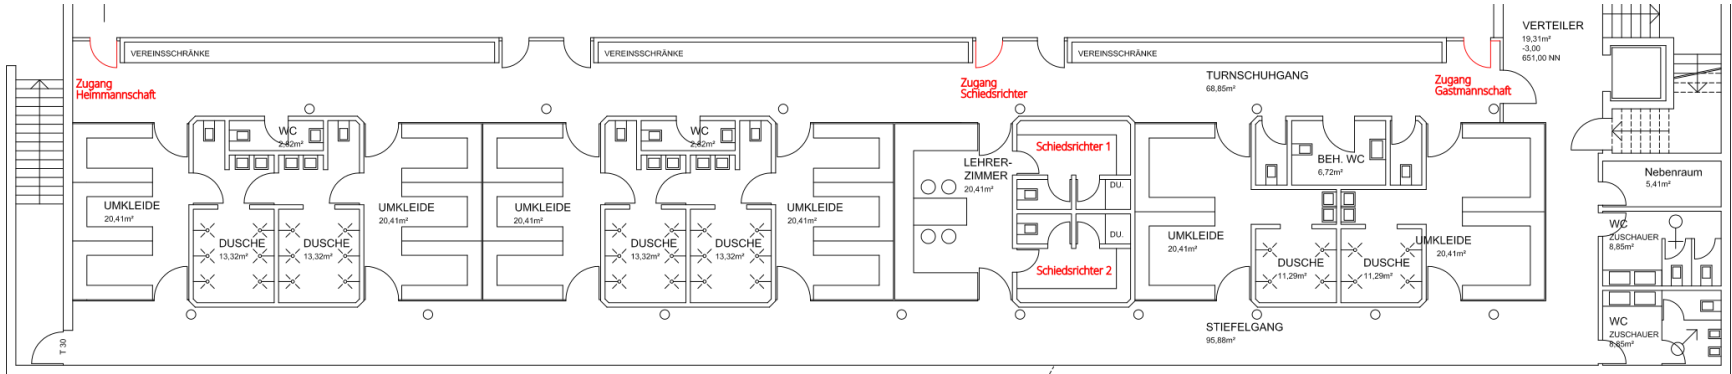 VERTEILER
19,31m²
-3.00
651,00 NN
VEREINSSCHRÄNKE
VEREINSSCHRÄNKE
VEREINSSCHRÄNKE
Zugang
Heimmannschaft
Zugang
Schiedsrichter
TURNSCHUHGANG
68,85m²
Zugang
Gastmannschaft
WC
2,82m²
WC
2,82m²
Schiedsrichter 1
LEHRER-
ZIMMER
20,41m²
BEH. WC
6,72m²
Nebenraum
5,41m²
DU.
UMKLEIDE
20,41m²
UMKLEIDE
20,41m²
UMKLEIDE
20,41m²
UMKLEIDE
20,41m²
DUSCHE
13,32m²
DUSCHE
13,32m²
DUSCHE
13,32m²
DUSCHE
13,32m²
DU.
UMKLEIDE
20,41m²
UMKLEIDE
20,41m²
WC
ZUSCHAUER
8,85m²
Schiedsrichter 2
DUSCHE
11,29m²
DUSCHE
11,29m²
STIEFELGANG
95,88m²
WC
ZUSCHAUER
8,85m²
T 30